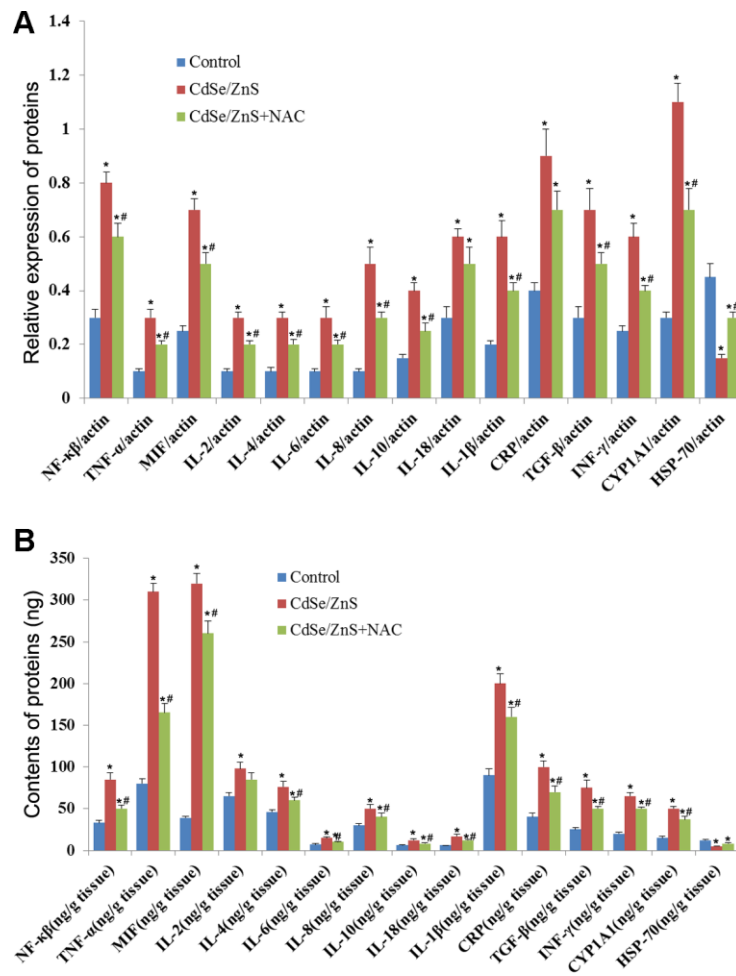 A
1.4
1.2
1
0.8
0.6
0.4
0.2
0
Relative expression of proteins
Control
CdSe/ZnS
CdSe/ZnS+NAC
* *# * *# * *# * *# * *# * *# * *# * *# * * * *# * * * *# * *# * *# * *#
NF-κβ/actin
TNF-α/actin
MIF/actin
IL-2/actin
IL-4/actin
IL-6/actin
IL-8/actin
IL-10/actin
IL-18/actin
IL-1β/actin
CRP/actin
TGF-β/actin
INF-γ/actin
CYP1A1/actin
HSP-70/actin
B
350
300
250
200
150
100
50
0
Contents of proteins (ng)
Control
CdSe/ZnS
CdSe/ZnS+NAC
* *# * *# * *# * * *# * *# * *# * *# * *# * *# * *# * *# * *# * *# * *
NF-κβ(ng/g tissue)
TNF-α(ng/g tissue)
MIF(ng/g tissue)
IL-2(ng/g tissue)
IL-4(ng/g tissue)
IL-6(ng/g tissue)
IL-8(ng/g tissue)
IL-10(ng/g tissue)
IL-18(ng/g tissue)
IL-1β(ng/g tissue)
CRP(ng/g tissue)
TGF-β(ng/g tissue)
INF-γ(ng/g tissue)
CYP1A1(ng/g tissue)
HSP-70(ng/g tissue)